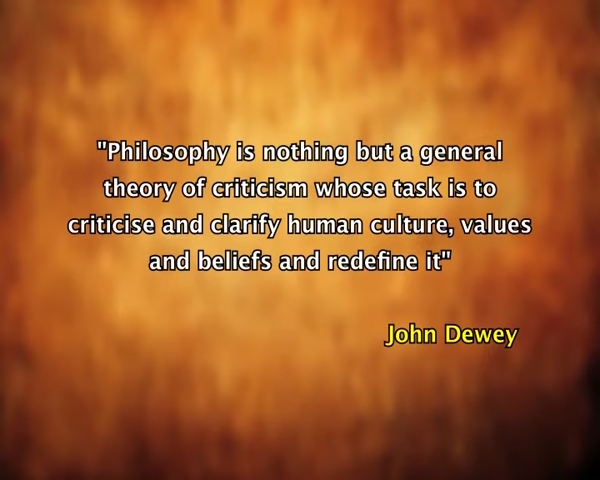 "Philosophy is nothing but a general
theory of criticism whose task is to
criticise and clarify human culture, values
and beliefs and redefine it"
John Dewey